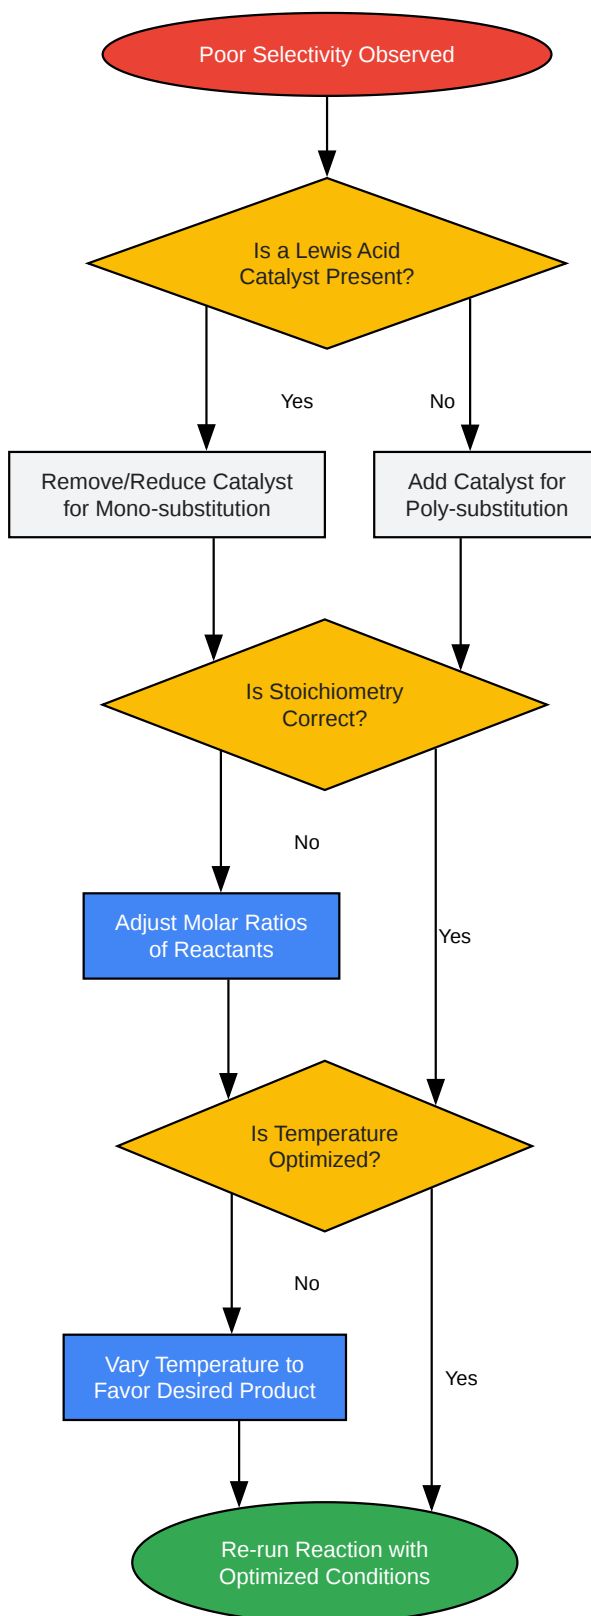 Poor Selectivity Observed
Is a Lewis Acid
Catalyst Present?
Yes
No
Remove/Reduce Catalyst
for Mono-substitution
Add Catalyst for
Poly-substitution
Is Stoichiometry
Correct?
No
Adjust Molar Ratios
of Reactants
Yes
Is Temperature
Optimized?
No
Vary Temperature to
Favor Desired Product
Yes
Re-run Reaction with
Optimized Conditions